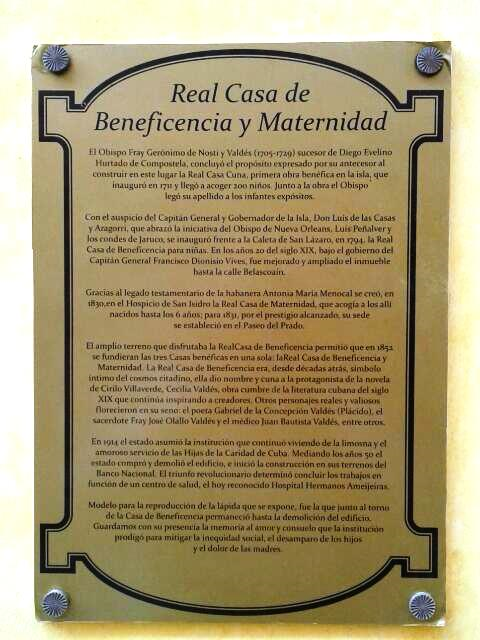 Real Casa de
Beneficencia y Maternidad
El Obispo Fray Gerónimo de Nosti y Valdés (1705-1729) sucesor de Diego Evelino
Hurtado de Compostela, concluyó el propósito expresado por su antecesor al
construir en este lugar la Real Casa Cuna, primera obra benéfica en la isla, que
inauguró en 1711 y llegó a acoger 200 niños. Junto a la obra el Obispo
legó su apellido a los infantes expósitos.
Con el auspicio del Capitán General y Gobernador de la Isla, Don Luis de las Casas
y Aragorri, que abrazó la iniciativa del Obispo de Nueva Orleans, Luis Peñalver y
los condes de Jaruco, se inauguró frente a la Caleta de San Lázaro, en 1794, la Real
Casa de Beneficencia para niñas. En los años 20 del siglo XIX, bajo el gobierno del
Capitán General Francisco Dionisio Vives, fue mejorado y ampliado el inmueble
hasta la calle Belascoaín.
Gracias al legado testamentario de la habanera Antonia María Menocal se creó, en
1830,en el Hospicio de San Isidro la Real Casa de Maternidad, que acogía a los allí
nacidos hasta los 6 años; para 1831, por el prestigio alcanzado, su sede
se estableció en el Paseo del Prado.
El amplio terreno que disfrutaba la RealCasa de Beneficencia permitió que en 1852
se fundieran las tres Casas benéficas en una sola: laReal Casa de Beneficencia y
Maternidad. La Real Casa de Beneficencia era, desde décadas atrás, símbolo
íntimo del cosmos citadino, ella dio nombre y cuna a la protagonista de la novela
de Cirilo Villaverde, Cecilia Valdés, obra cumbre de la literatura cubana del siglo
XIX que continúa inspirando a creadores. Otros personajes reales y valiosos
florecieron en su seno: el poeta Gabriel de la Concepción Valdés (Plácido), el
sacerdote Fray José Olallo Valdés y el médico Juan Bautista Valdés, entre otros.
En 1914 el estado asumió la institución que continuó viviendo de la limosna y el
amoroso servicio de las Hijas de la Caridad de Cuba. Mediando los años 50 el
estado compró y demolió el edificio, e inició la construcción en sus terrenos del
Banco Nacional. El triunfo revolucionario determinó concluir los trabajos en
función de un centro de salud, el hoy reconocido Hospital Hermanos Ameijeiras.
Modelo para la reproducción de la lápida que se expone, fue la que junto al torno
de la Casa de Beneficencia permaneció hasta la demolición del edificio.
Guardamos con su presencia la memoria al amor y consuelo que la institución
prodigó para mitigar la inequidad social, el desamparo de los hijos
y el dolor de las madres.